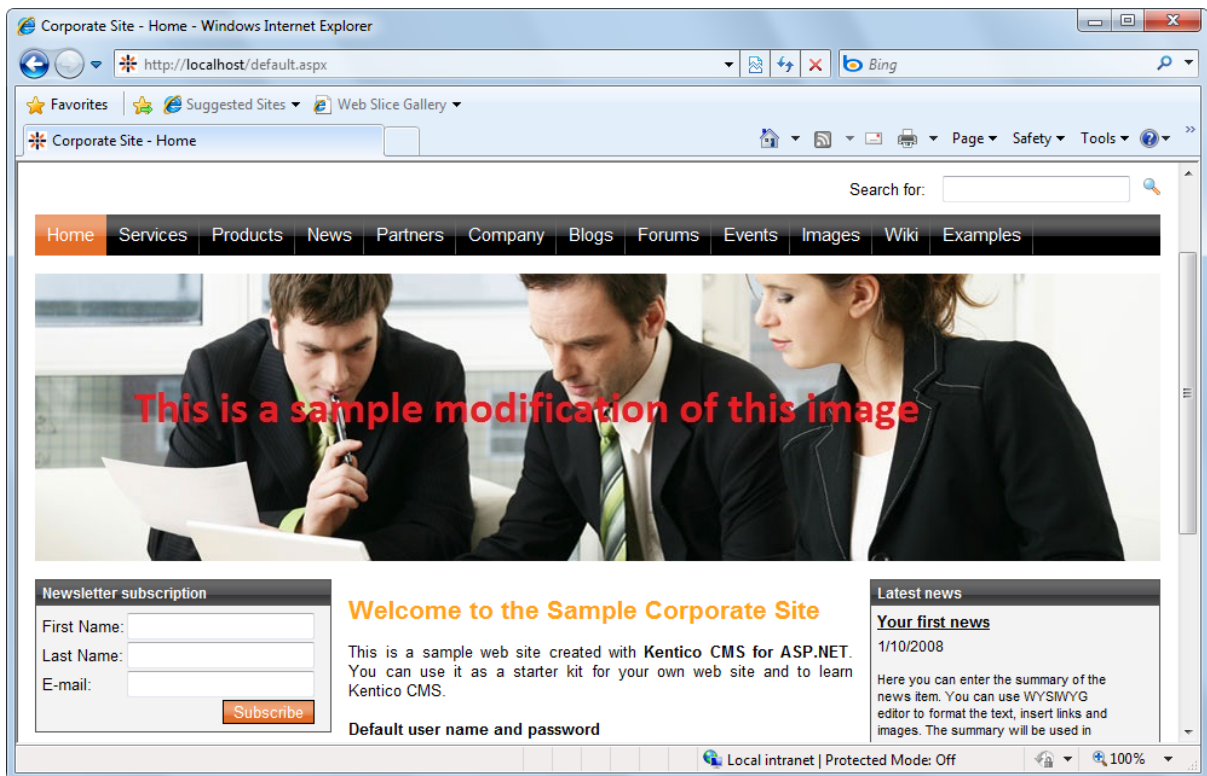 Corporate Site - Home - Windows Internet Explorer
http://localhost/default.aspx
Bing
Favorites
Suggested Sites
Web Slice Gallery
Corporate Site - Home
Page
Safety
Tools
Search for:
Home Services Products News Partners Company Blogs Forums Events Images Wiki Examples
This is a sample modification of this image
Newsletter subscription
First Name:
Last Name:
E-mail:
Subscribe
Welcome to the Sample Corporate Site
This is a sample web site created with Kentico CMS for ASP.NET.
You can use it as a starter kit for your own web site and to learn
Kentico CMS.
Default user name and password
Latest news
Your first news
1/10/2008
Here you can enter the summary of the
news item. You can use WYSIWYG
editor to format the text, insert links and
images. The summary will be used in
Local intranet | Protected Mode: Off
100%